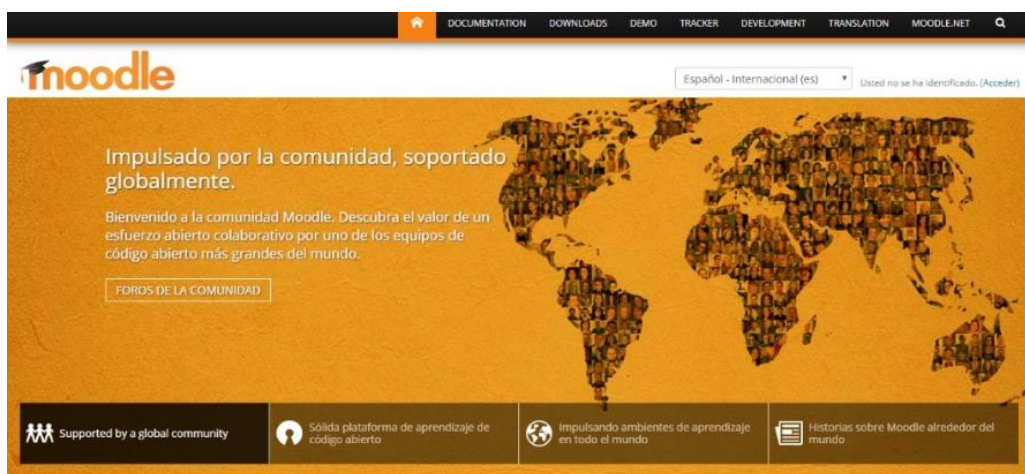 DOCUMENTATION DOWNLOADS DEMO TRACKER DEVELOPMENT TRANSLATION MOODLE.NET
moodle
Español - Internacional (es)
Usted no se ha identificado. (Acceder)
Impulsado por la comunidad, soportado
globalmente.
Bienvenido a la comunidad Moodle. Descubra el valor de un
esfuerzo abierto colaborativo por uno de los equipos de
código abierto más grandes del mundo.
FOROS DE LA COMUNIDAD
Supported by a global community
Sólida plataforma de aprendizaje de
código abierto
Impulsando ambientes de aprendizaje
en todo el mundo
Historias sobre Moodle alrededor del
mundo